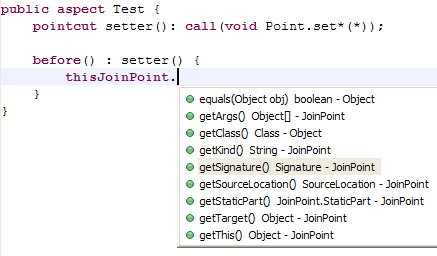 public aspect Test {
pointcut setter(): call(void Point.set*(*));
before() : setter() {
thisJoinPoint.
}
}
equals(Object obj) boolean - Object
getArgs() Object[] - JoinPoint
getClass() Class - Object
getKind() String - JoinPoint
getSignature() Signature - JoinPoint
getSourceLocation() SourceLocation - JoinPoint
getStaticPart() JoinPoint.StaticPart - JoinPoint
getTarget() Object - JoinPoint
getThis() Object - JoinPoint